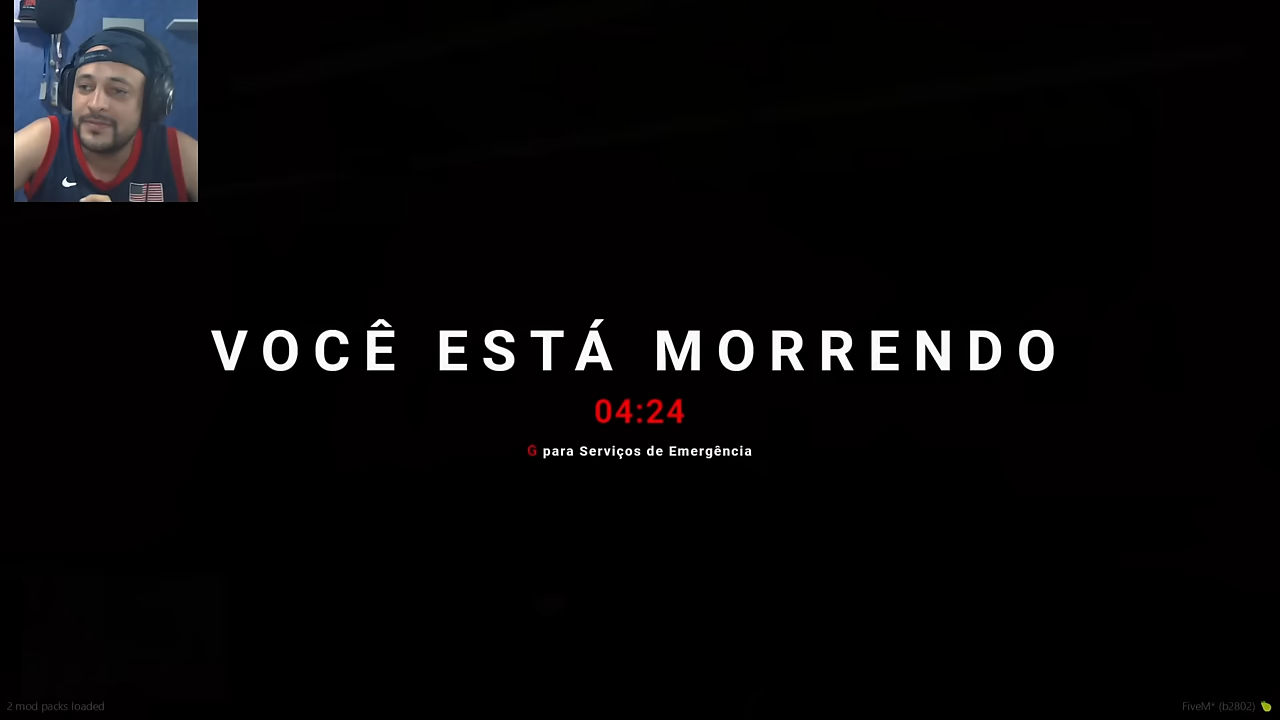 VOCÊ ESTÁ MORRENDO
04:24
G para Serviços de Emergência
2 mod packs loaded
FiveM* (b2802)